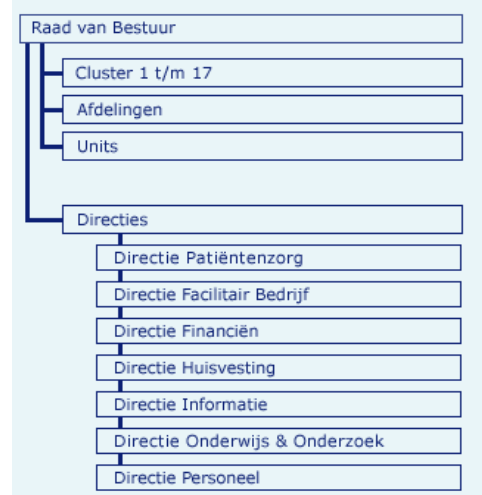 Raad van Bestuur
Cluster 1 t/m 17
Afdelingen
Units
Directies
Directie Patiëntenzorg
Directie Facilitair Bedrijf
Directie Financiën
Directie Huisvesting
Directie Informatie
Directie Onderwijs & Onderzoek
Directie Personeel